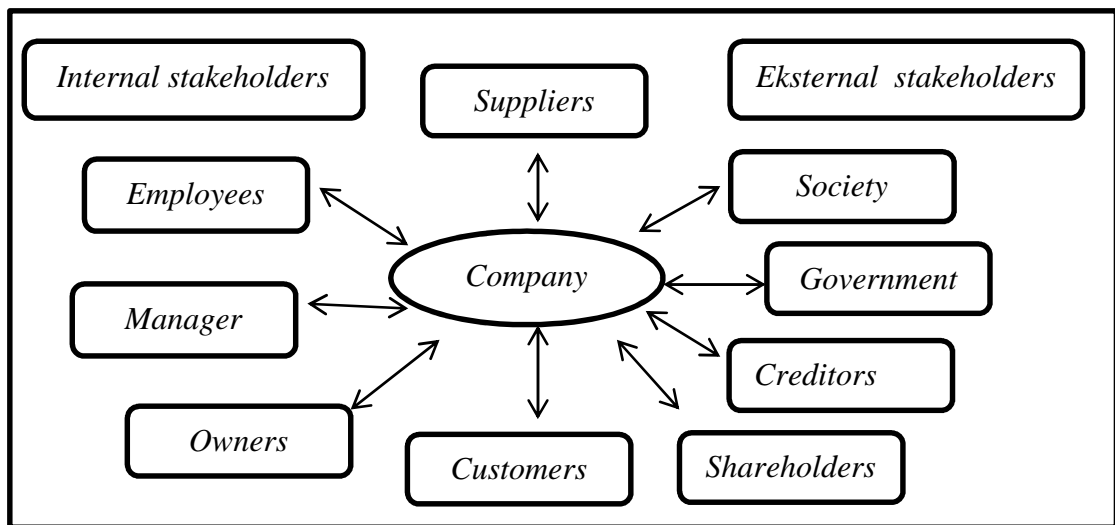 Internal stakeholders
Suppliers
Eksternal stakeholders
Employees
Society
Company
Government
Manager
Creditors
Owners
Customers
Shareholders